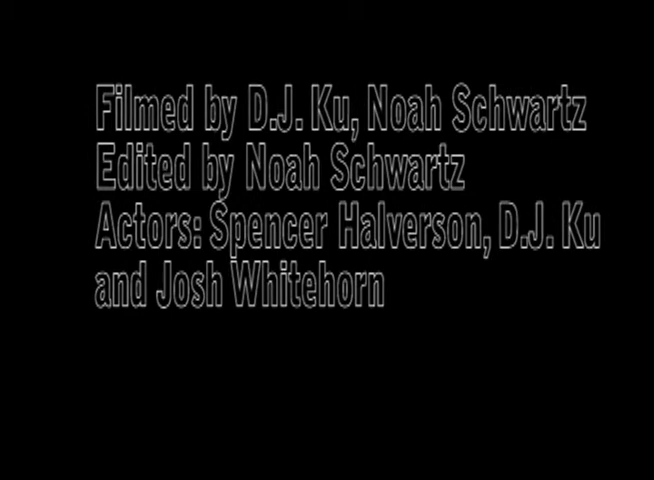 Filmed by D.J. Ku, Noah Schwartz
Edited by Noah Schwartz
Actors: Spencer Halverson, D.J. Ku
and Josh Whitehorn